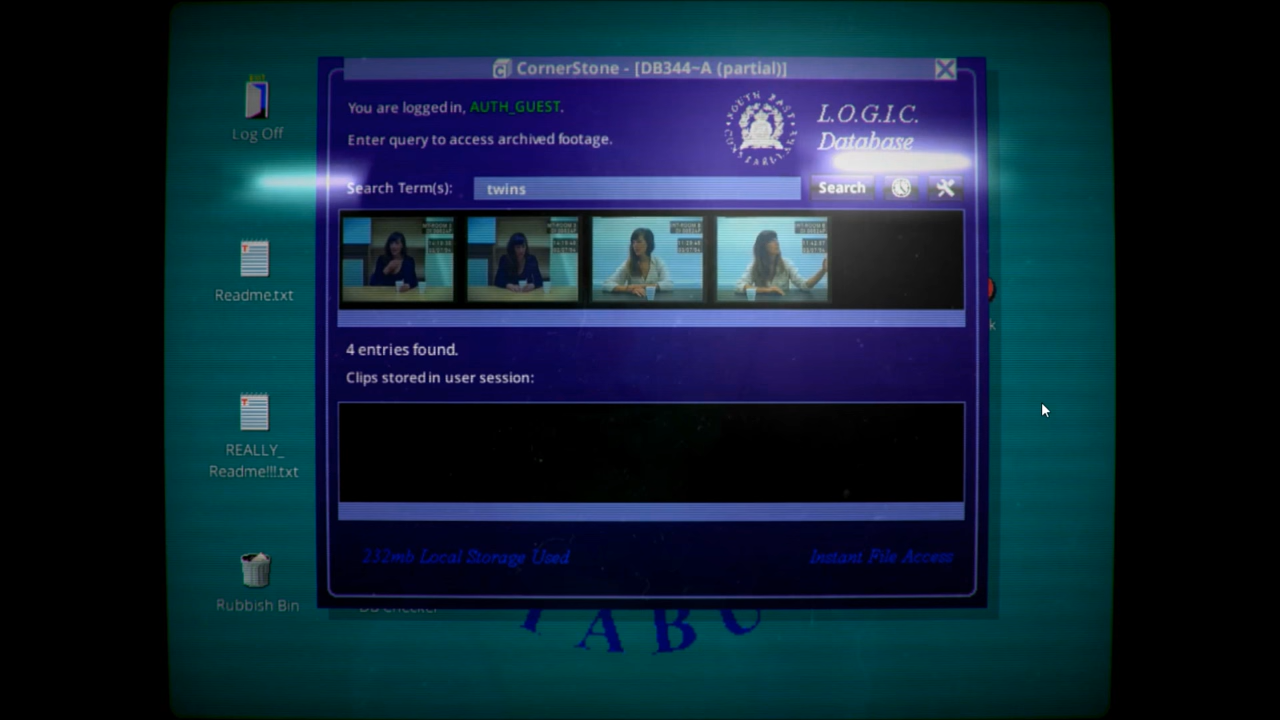 CornerStone - [DB344~A (partial)]
You are logged in, AUTH_GUEST.
Enter query to access archived footage.
L.O.G.I.C.
Database
Search Term(s):
twins
Search
4 entries found.
Clips stored in user session:
232mb Local Storage Used
Instant File Access
Log Off
Readme.txt
REALLY_
Readme!!!.txt
Rubbish Bin
DB Checker